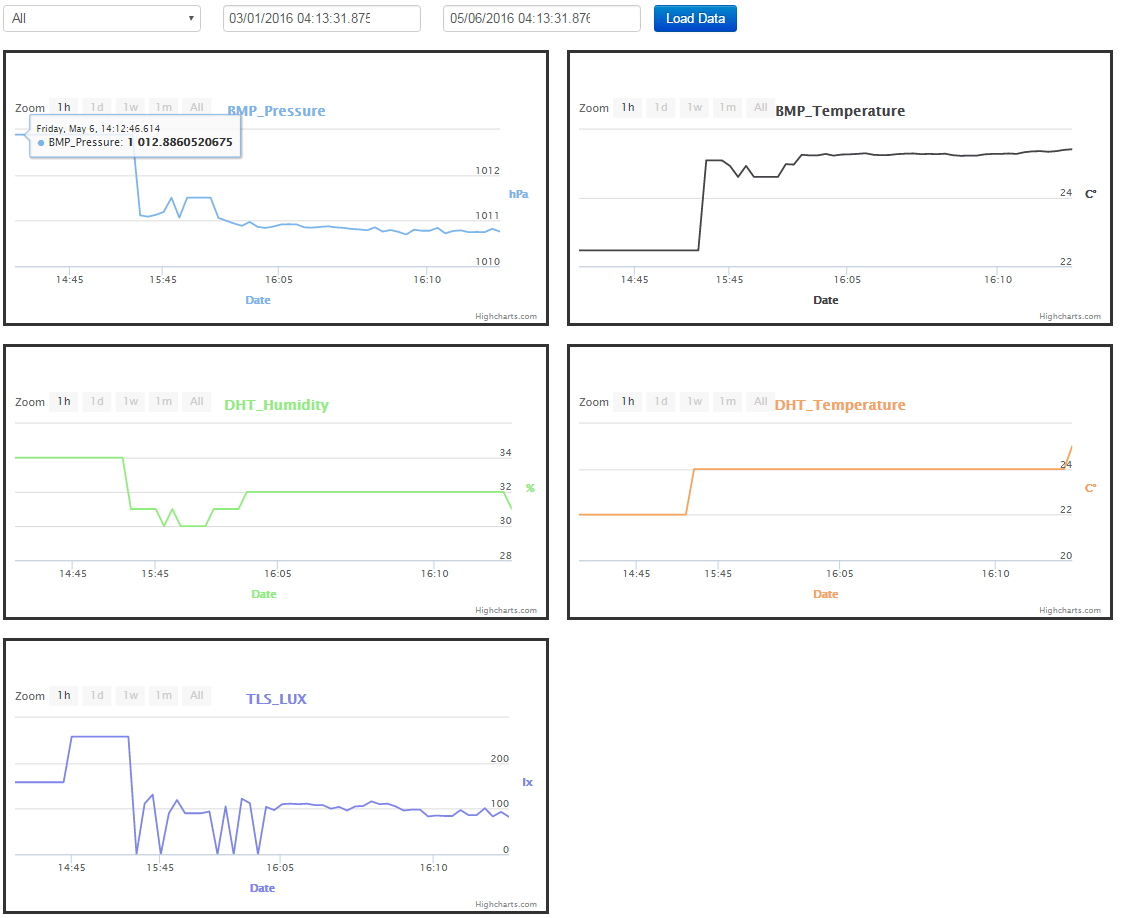 All 03/01/2016 04:13:31.875 05/06/2016 04:13:31.876 Load Data
Zoom 1h 1d 1w 1m All BMP_Pressure
Friday, May 6, 14:12:46.614
BMP_Pressure: 1 012.8860520675
1012
hPa
1011
1010
14:45 15:45 16:05 16:10
Date
Highcharts.com
Zoom 1h 1d 1w 1m All BMP_Temperature
24 C°
22
14:45 15:45 16:05 16:10
Date
Highcharts.com
Zoom 1h 1d 1w 1m All DHT_Humidity
34
32 %
30
28
14:45 15:45 16:05 16:10
Date
Highcharts.com
Zoom 1h 1d 1w 1m All DHT_Temperature
24
C°
22
20
14:45 15:45 16:05 16:10
Date
Highcharts.com
Zoom 1h 1d 1w 1m All TLS_LUX
200
lx
100
0
14:45 15:45 16:05 16:10
Date
Highcharts.com